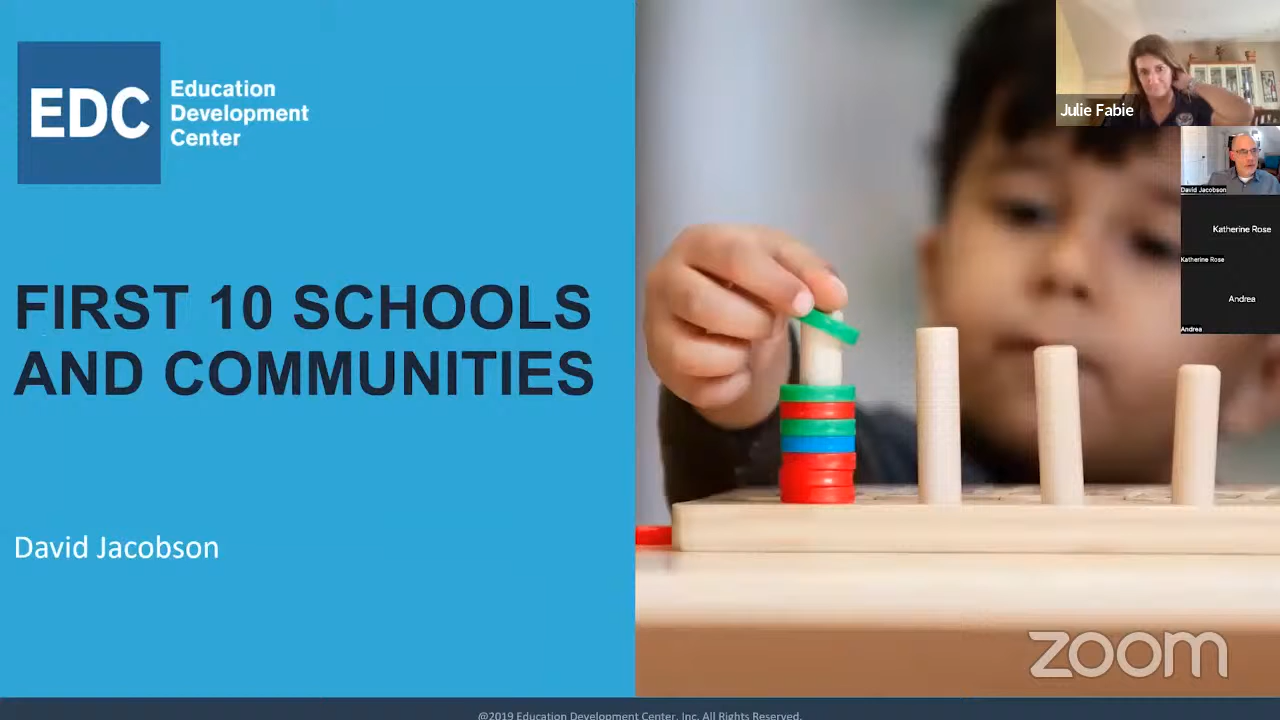 EDC
Education
Development
Center
FIRST 10 SCHOOLS
AND COMMUNITIES
David Jacobson
Julie Fabie
David Jacobson
Katherine Rose
Katherine Rose
Andrea
Andrea
zoom
@2019 Education Development Center, Inc. All Rights Reserved.